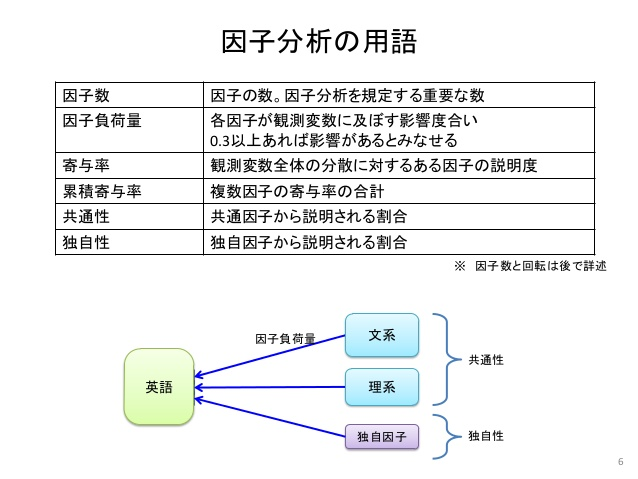 因子分析の用語
因子数 因子の数。因子分析を規定する重要な数
因子負荷量 各因子が観測変数に及ぼす影響度合い
0.3以上あれば影響があるとみなせる
寄与率 観測変数全体の分散に対するある因子の説明度
累積寄与率 複数因子の寄与率の合計
共通性 共通因子から説明される割合
独自性 独自因子から説明される割合
※ 因子数と回転は後で詳述
因子負荷量
文系
共通性
英語
理系
独自因子
独自性
6